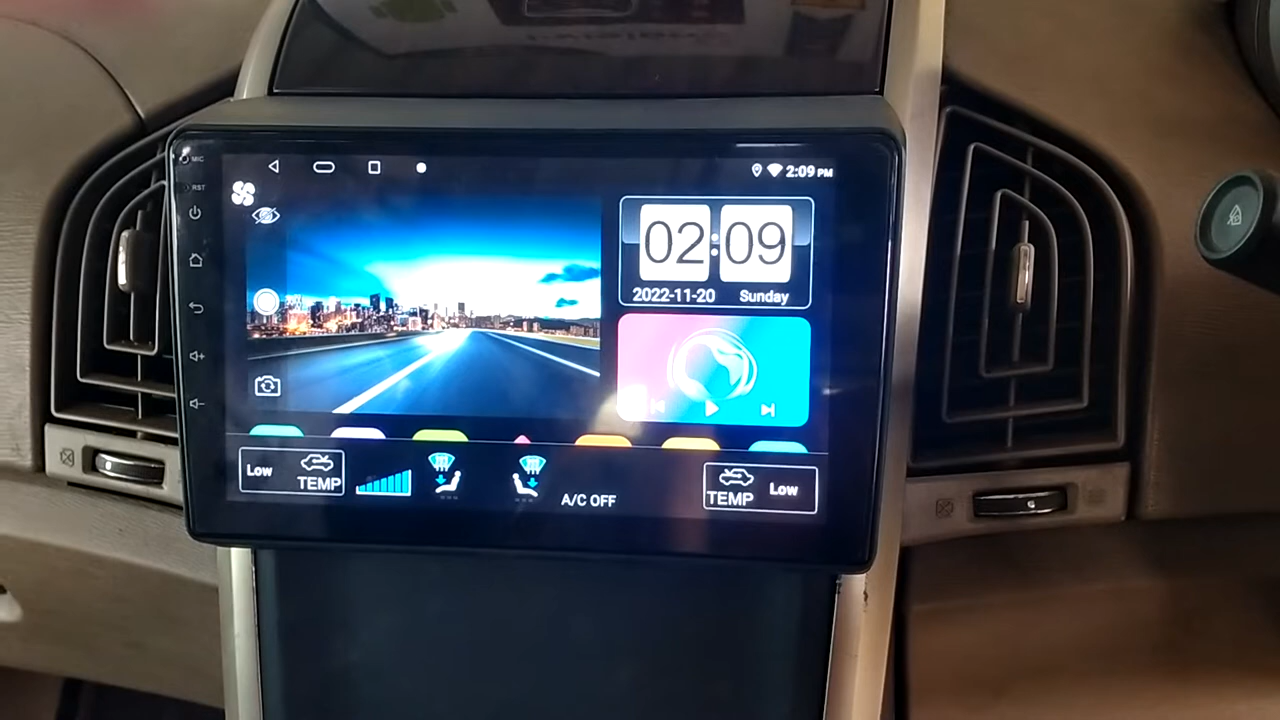 MIC
2:09 PM
RST
02:09
2022-11-20 Sunday
Low
TEMP
A/C OFF
TEMP
Low